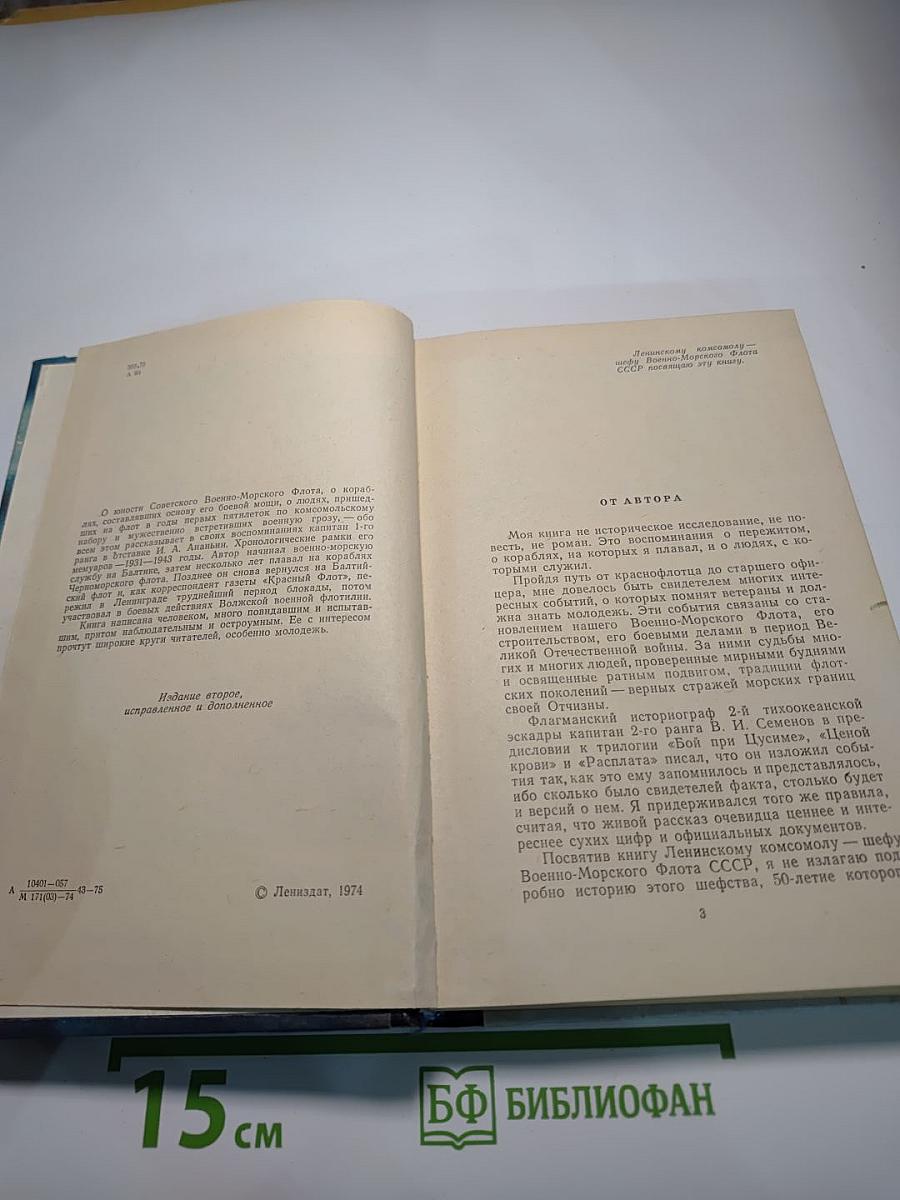 А
О юности Советского Военно-Морского Флота, о кораб-
лях, составлявших основу его боевой мощи, о людях, пришед-
ших на флот в годы первых пятилеток по комсомольскому
набору и мужественно встретивших военную грозу, — обо
всем этом рассказывает в своих воспоминаниях капитан 1-го
ранга в отставке И. А. Ананьин. Хронологические рамки его
мемуаров — 1931—1943 годы. Автор начинал военно-морскую
службу на Балтике, затем несколько лет плавал на кораблях
Черноморского флота. Позднее он снова вернулся на Балтий-
ский флот и, как корреспондент газеты «Красный Флот», пе-
режил в Ленинграде труднейший период блокады, потом
участвовал в боевых действиях Волжской военной флотилии.
Книга написана человеком, много повидавшим и испытав-
шим, притом наблюдательным и остроумным. Ее с интересом
прочтут широкие круги читателей, особенно молодежь.
Издание второе,
исправленное и дополненное
А 10401—057
М 171(03)—74 43—75
© Лениздат, 1974
Ленинскому комсомолу —
шефу Военно-Морского Флота
СССР посвящаю эту книгу.
ОТ АВТОРА
Моя книга не историческое исследование, не по-
весть, не роман. Это воспоминания о пережитом,
о кораблях, на которых я плавал, и о людях, с ко-
торыми служил.
Пройдя путь от краснофлотца до старшего офи-
цера, мне довелось быть свидетелем многих инте-
ресных событий, о которых помнят ветераны и дол-
жна знать молодежь. Эти события связаны со ста-
новлением нашего Военно-Морского Флота, его
строительством, его боевыми делами в период Ве-
ликой Отечественной войны. За ними судьбы мно-
гих и многих людей, проверенные мирными буднями
и освященные ратным подвигом, традиции флот-
ских поколений — верных стражей морских границ
своей Отчизны.
Флагманский историограф 2-й тихоокеанской
эскадры капитан 2-го ранга В. И. Семенов в пре-
дисловии к трилогии «Бой при Цусиме», «Ценой
крови» и «Расплата» писал, что он изложил собы-
тия так, как это ему запомнилось и представлялось,
ибо сколько было свидетелей факта, столько будет
и версий о нем. Я придерживался того же правила,
считая, что живой рассказ очевидца ценнее и инте-
реснее сухих цифр и официальных документов.
Посвятив книгу Ленинскому комсомолу — шефу
Военно-Морского Флота СССР, я не излагаю под
робно историю этого шефства, 50-летие которог
3
15 см
БФ БИБЛИОФАН